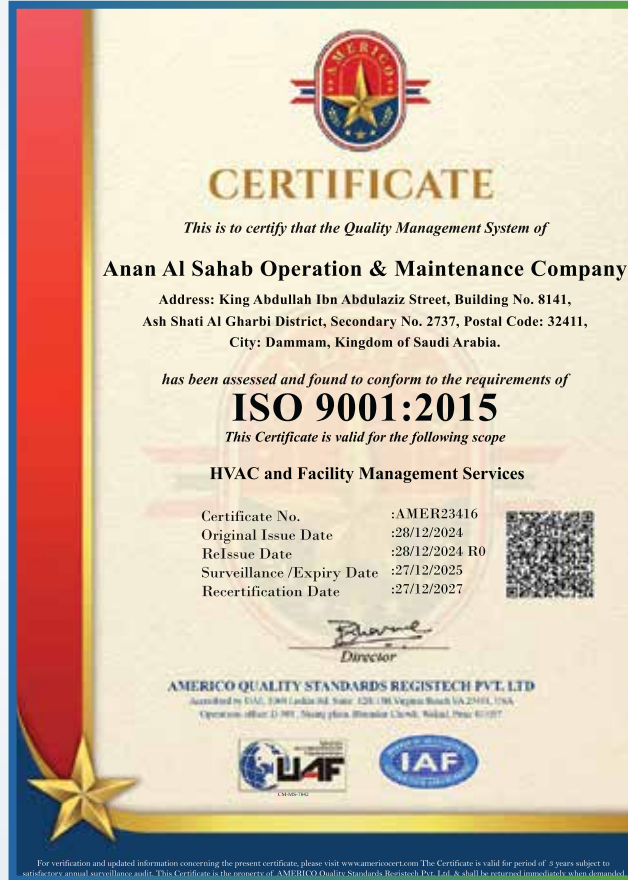 AMERICO
CERTIFICATE
This is to certify that the Quality Management System of
Anan Al Sahab Operation & Maintenance Company
Address: King Abdullah Ibn Abdulaziz Street, Building No. 8141,
Ash Shati Al Gharbi District, Secondary No. 2737, Postal Code: 32411,
City: Dammam, Kingdom of Saudi Arabia.
has been assessed and found to conform to the requirements of
ISO 9001:2015
This Certificate is valid for the following scope
HVAC and Facility Management Services
Certificate No. :AMER23416
Original Issue Date :28/12/2024
ReIssue Date :28/12/2024 R0
Surveillance /Expiry Date :27/12/2025
Recertification Date :27/12/2027
Director
AMERICO QUALITY STANDARDS REGISTECH PVT. LTD
UAF
IAF
For verification and updated information concerning the present certificate, please visit www.americocert.com The Certificate is valid for period of 3 years subject to
satisfactory annual surveillance audit. This Certificate is the property of AMERICO Quality Standards Registech Pvt. Ltd. & shall be returned immediately when demanded